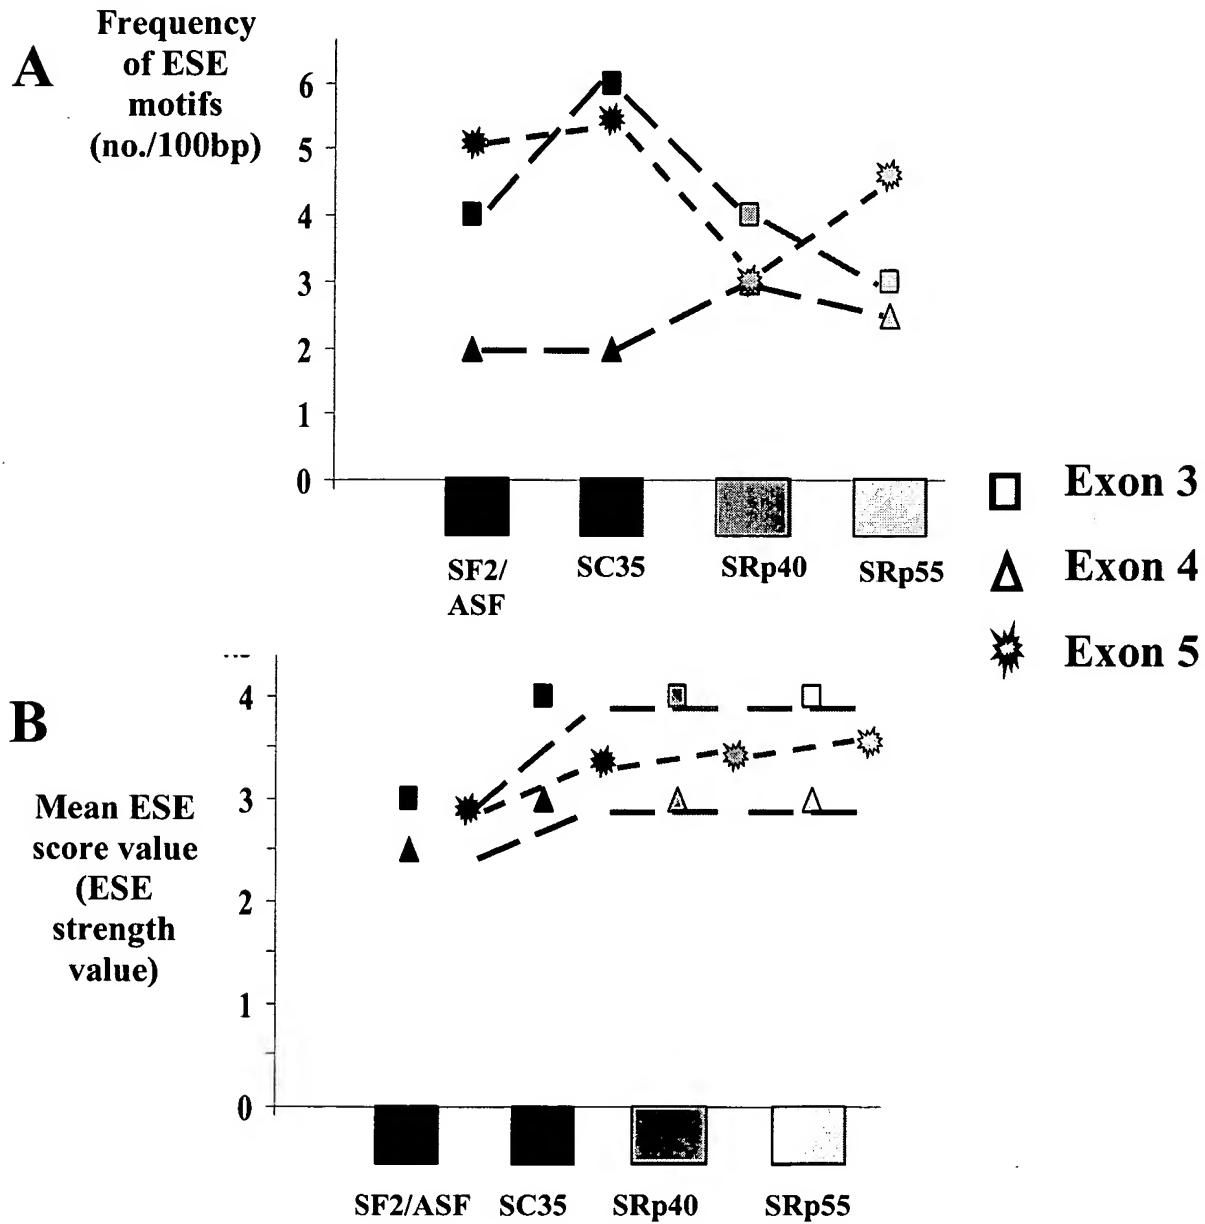 A
Frequency
of ESE
motifs
(no./100bp)
6
5
4
3
2
1
0
SF2/
ASF
SC35
SRp40
SRp55
Exon 3
Exon 4
Exon 5
B
Mean ESE
score value
(ESE
strength
value)
4
3
2
1
0
SF2/ASF
SC35
SRp40
SRp55